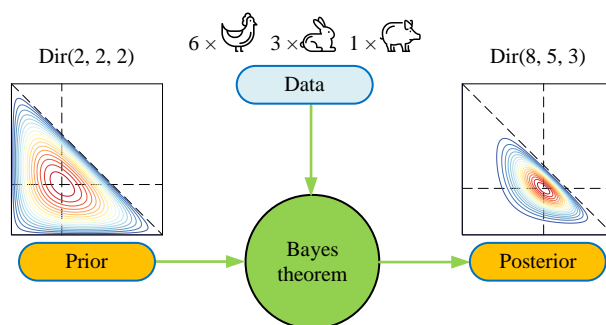 6 × 3 × 1 ×
Dir(2, 2, 2)
Dir(8, 5, 3)
Data
Bayes
theorem
Prior
Posterior